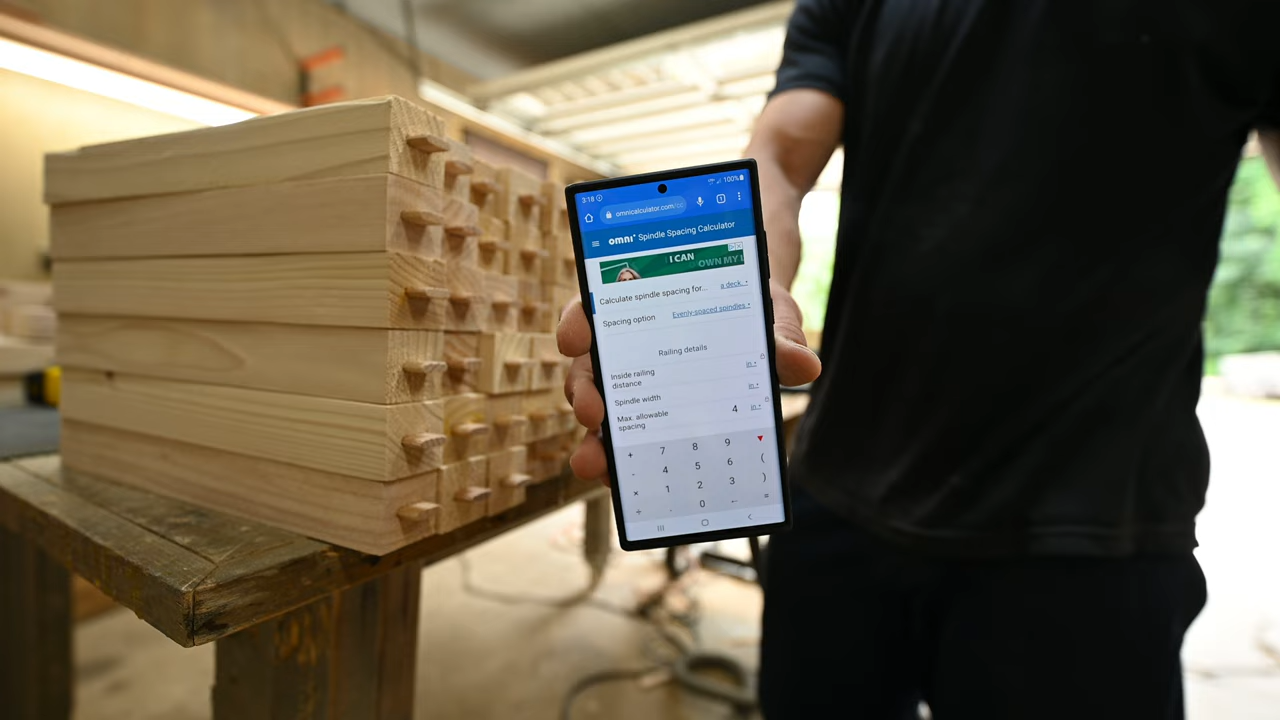 3:18 100%
omnicalculator.com/cc 1
omni Spindle Spacing Calculator
I CAN
OWN MY L
Calculate spindle spacing for... a deck.
Spacing option Evenly-spaced spindles
Railing details
Inside railing in
distance
Spindle width in
Max. allowable 4 in
spacing
+ 7 8 9
- 4 5 6 (
× 1 2 3 )
÷ . 0 ← =